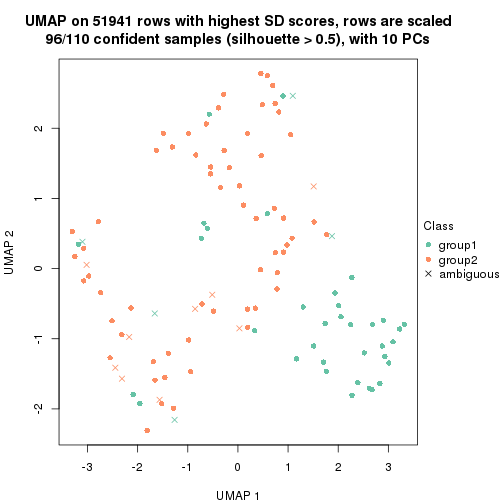 UMAP on 51941 rows with highest SD scores, rows are scaled
96/110 confident samples (silhouette > 0.5), with 10 PCs
2
1
0
-1
-2
UMAP 2
-3
-2
-1
0
1
2
3
UMAP 1
Class
group1
group2
ambiguous